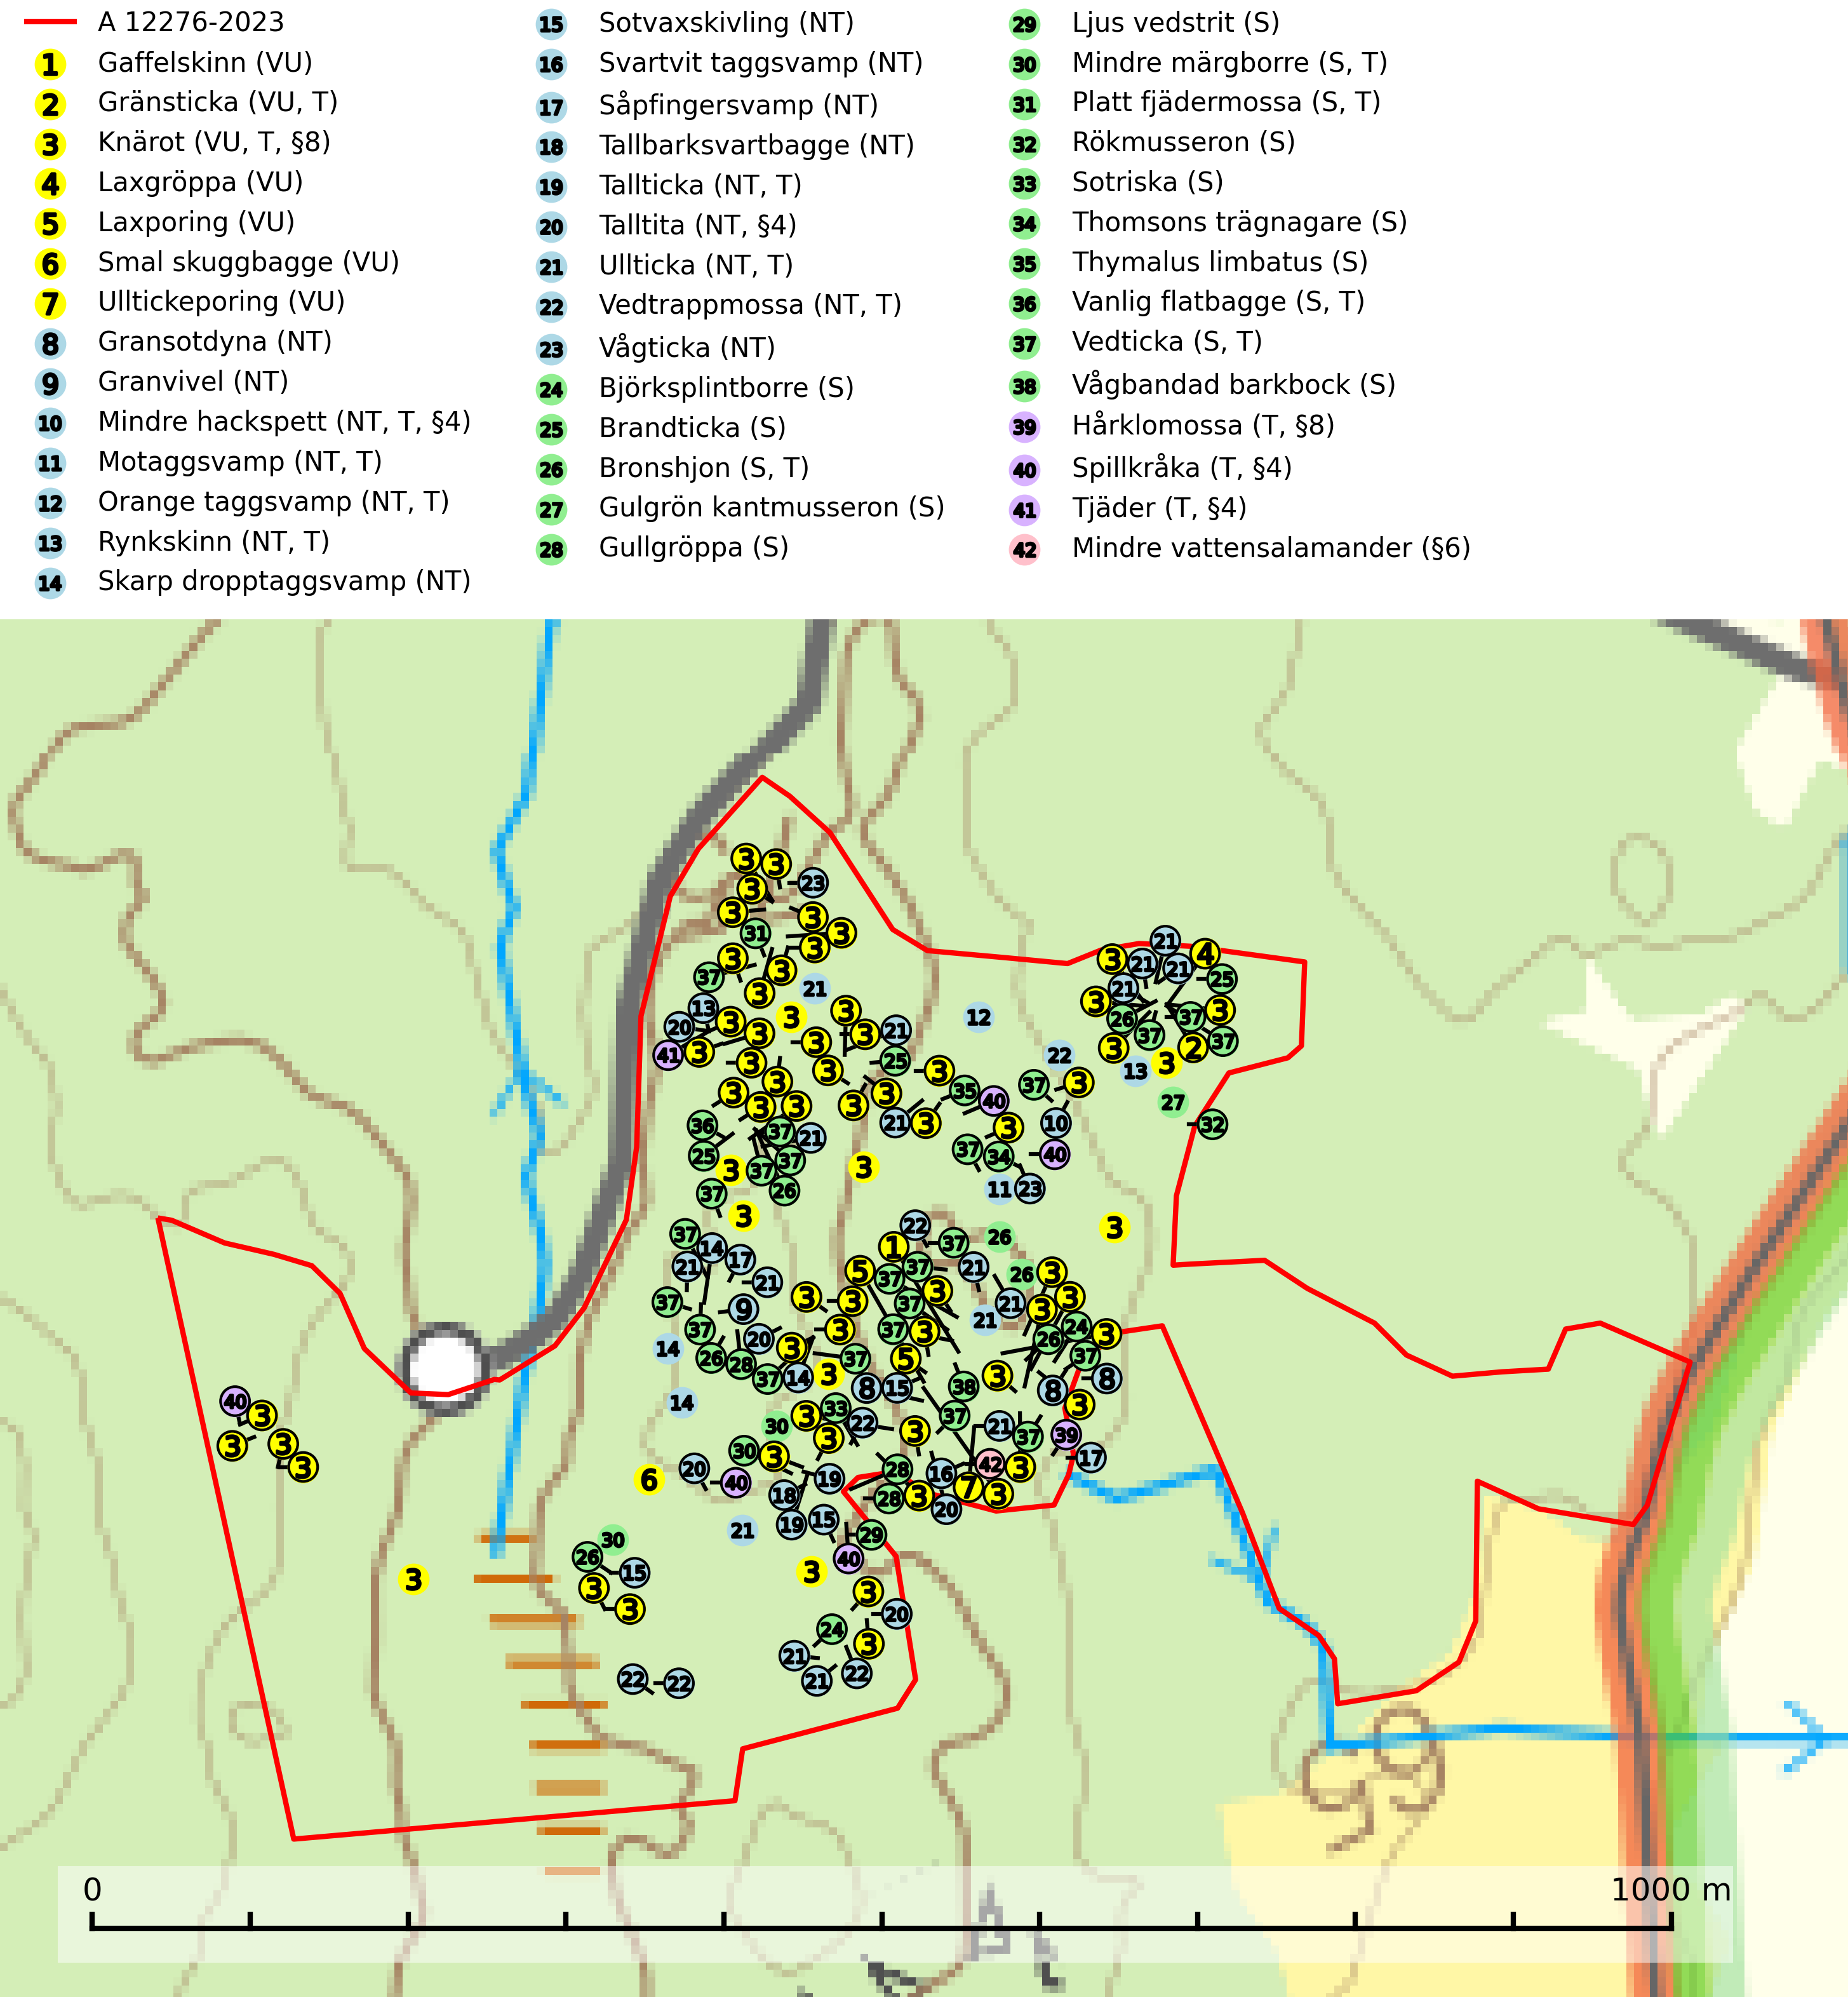 A 12276-2023
1 Gaffelskinn (VU)
2 Gränsticka (VU, T)
3 Knärot (VU, T, §8)
4 Laxgröppa (VU)
5 Laxporing (VU)
6 Smal skuggbagge (VU)
7 Ulltickeporing (VU)
8 Gransotdyna (NT)
9 Granvivel (NT)
10 Mindre hackspett (NT, T, §4)
11 Motaggsvamp (NT, T)
12 Orange taggsvamp (NT, T)
13 Rynkskinn (NT, T)
14 Skarp dropptaggsvamp (NT)
15 Sotvaxskivling (NT)
16 Svartvit taggsvamp (NT)
17 Såpfingersvamp (NT)
18 Tallbarksvartbagge (NT)
19 Tallticka (NT, T)
20 Talltita (NT, §4)
21 Ullticka (NT, T)
22 Vedtrappmossa (NT, T)
23 Vågticka (NT)
24 Björksplintborre (S)
25 Brandticka (S)
26 Bronshjon (S, T)
27 Gulgrön kantmusseron (S)
28 Gullgröppa (S)
29 Ljus vedstrit (S)
30 Mindre märgborre (S, T)
31 Platt fjädermossa (S, T)
32 Rökmusseron (S)
33 Sotriska (S)
34 Thomsons trägnagare (S)
35 Thymalus limbatus (S)
36 Vanlig flatbagge (S, T)
37 Vedticka (S, T)
38 Vågbandad barkbock (S)
39 Hårklomossa (T, §8)
40 Spillkråka (T, §4)
41 Tjäder (T, §4)
42 Mindre vattensalamander (§6)
0 1000 m